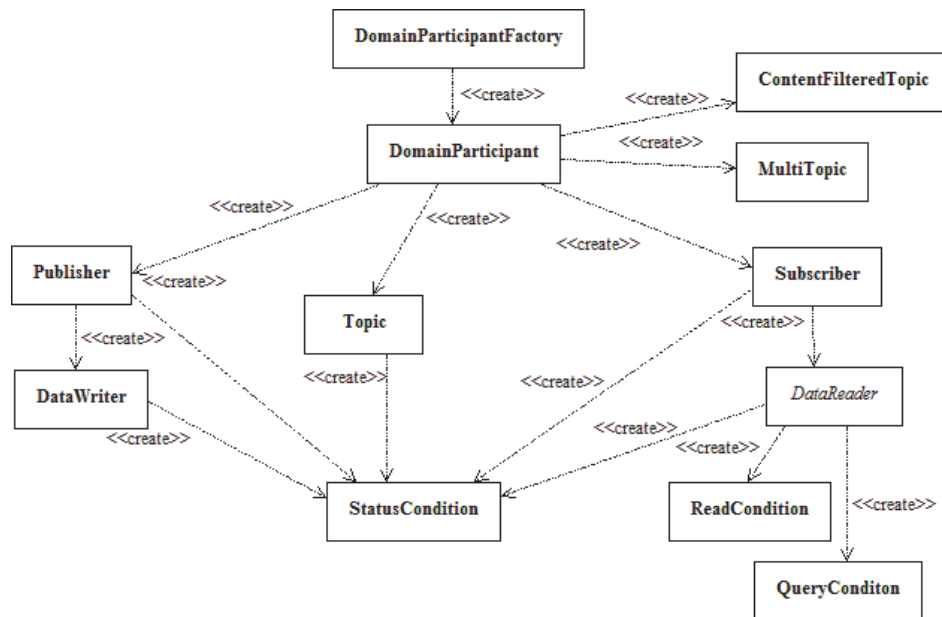 DomainParticipantFactory
ContentFilteredTopic
<<create>>
<<create>>
DomainParticipant
<<create>>
MultiTopic
<<create>>
<<create>>
<<create>>
Publisher
<<create>>
Subscriber
Topic
<<create>>
<<create>>
<<create>>
<<create>>
DataWriter
DataReader
<<create>>
<<create>>
<<create>>
StatusCondition
ReadCondition
<<create>>
QueryConditon